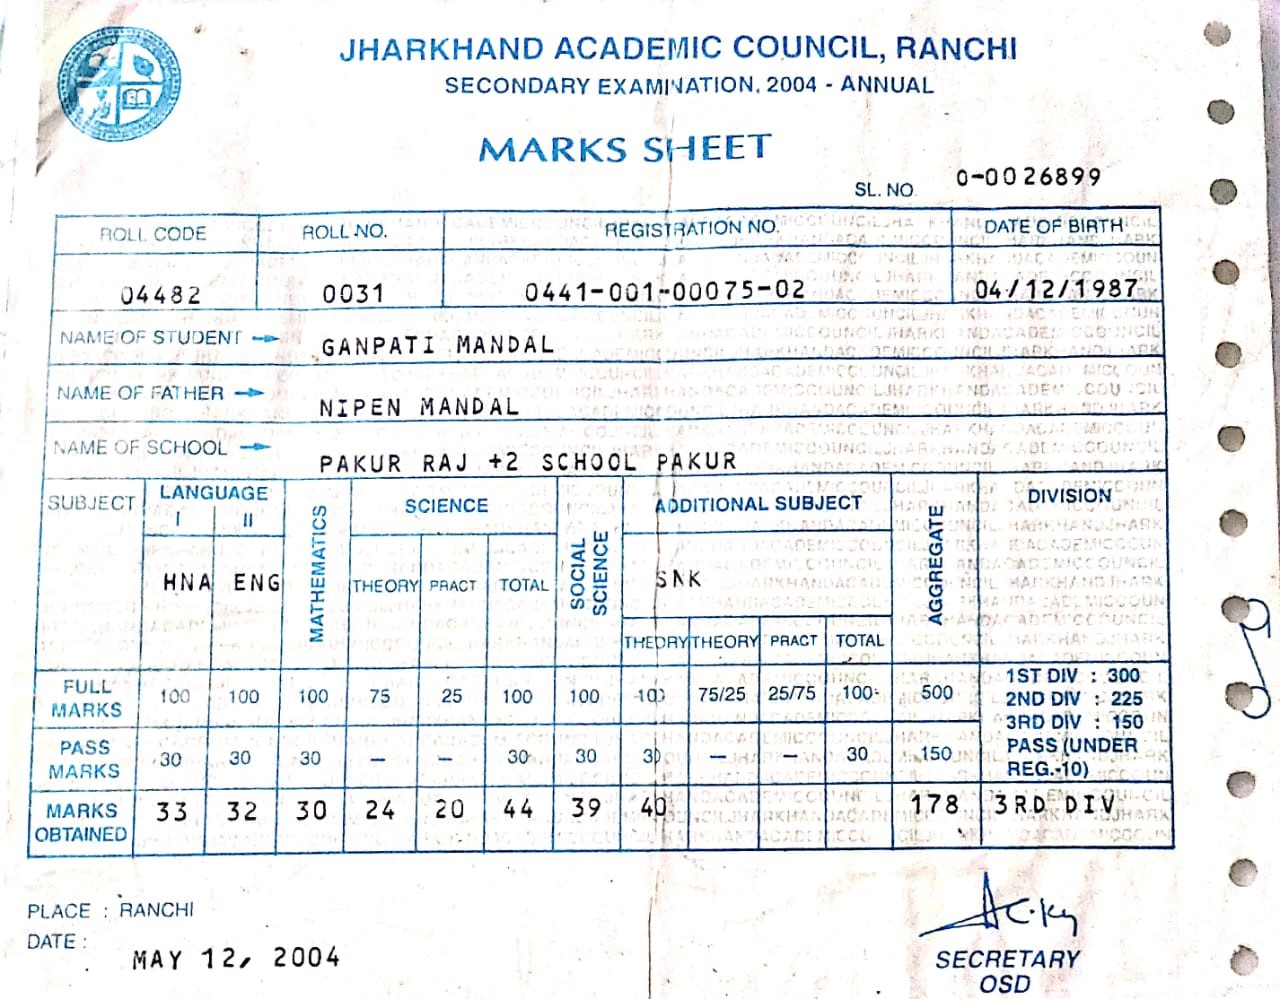 JHARKHAND ACADEMIC COUNCIL, RANCHI
SECONDARY EXAMINATION, 2004 - ANNUAL
MARKS SHEET
SL. NO. 0-0026899
ROLL CODE ROLL NO. REGISTRATION NO. DATE OF BIRTH
04482 0031 0441-001-00075-02 04/12/1987
NAME OF STUDENT → GANPATI MANDAL
NAME OF FATHER → NIPEN MANDAL
NAME OF SCHOOL → PAKUR RAJ +2 SCHOOL PAKUR
SUBJECT LANGUAGE MATHEMATICS SCIENCE SOCIAL SCIENCE ADDITIONAL SUBJECT AGGREGATE DIVISION
I II
HNA ENG THEORY PRACT TOTAL SNK
THEORY THEORY PRACT TOTAL
FULL MARKS 100 100 100 75 25 100 100 100 75/25 25/75 100 500
1ST DIV : 300
2ND DIV : 225
3RD DIV : 150
PASS (UNDER REG.-10)
PASS MARKS 30 30 30 — — 30 30 30 — — 30 150
MARKS OBTAINED 33 32 30 24 20 44 39 40 178 3RD DIV
PLACE : RANCHI
DATE : MAY 12, 2004
SECRETARY
OSD